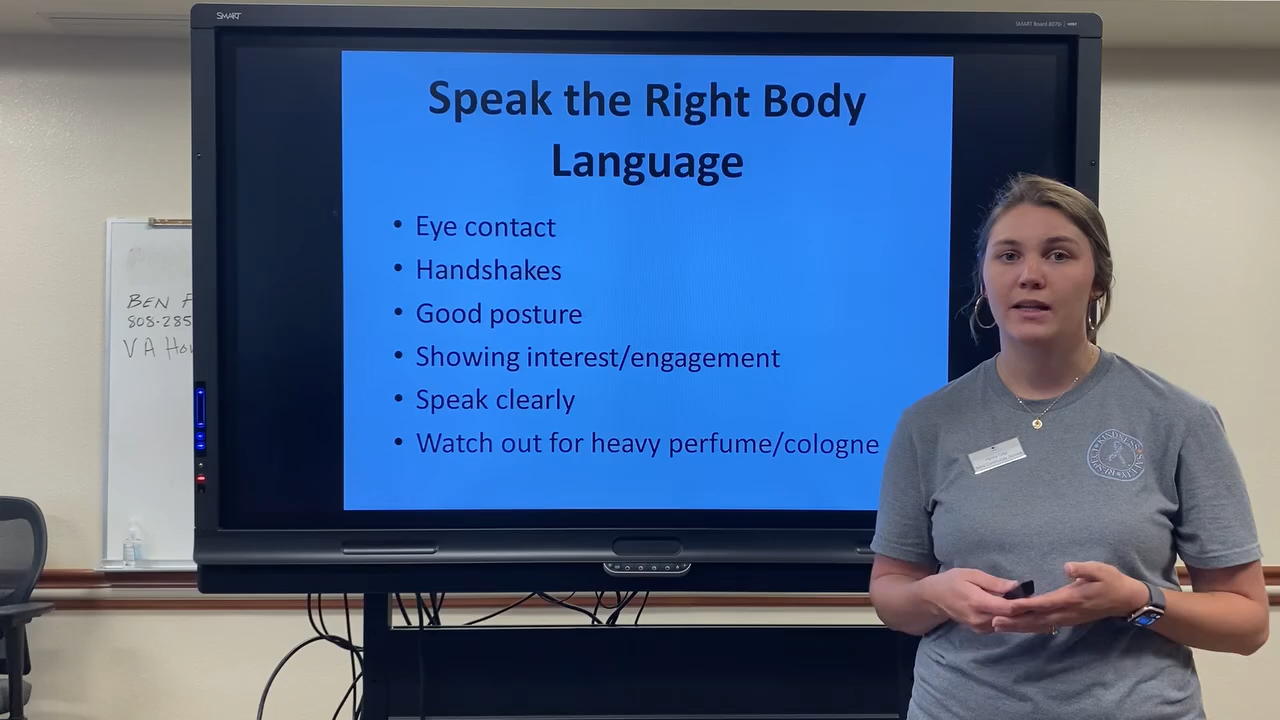 SMART
Speak the Right Body
Language
• Eye contact
• Handshakes
• Good posture
• Showing interest/engagement
• Speak clearly
• Watch out for heavy perfume/cologne
BEN F
808-285
VA Ho
KINDNESS